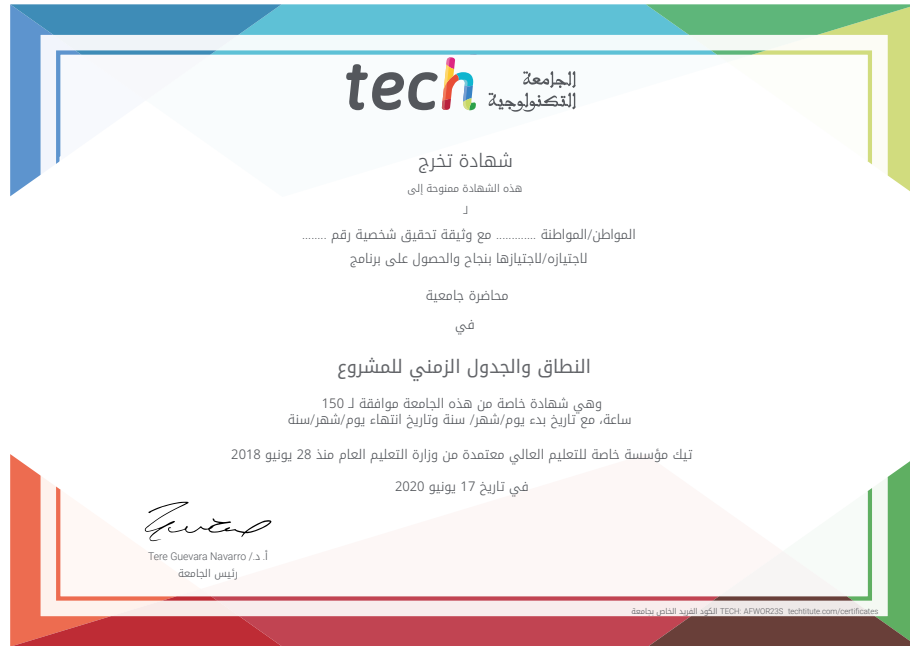 tech الجامعة
التكنولوجية
شهادة تخرج
هذه الشهادة ممنوحة إلى
لـ
المواطن/المواطنة ............. مع وثيقة تحقيق شخصية رقم ........
لاجتيازه/لاجتيازها بنجاح والحصول على برنامج
محاضرة جامعية
في
النطاق والجدول الزمني للمشروع
وهي شهادة خاصة من هذه الجامعة موافقة لـ 150
ساعة، مع تاريخ بدء يوم/شهر/ سنة وتاريخ انتهاء يوم/شهر/سنة
تيك مؤسسة خاصة للتعليم العالي معتمدة من وزارة التعليم العام منذ 28 يونيو 2018
في تاريخ 17 يونيو 2020
أ. د./ Tere Guevara Navarro
رئيس الجامعة
الكود الفريد الخاص بجامعة TECH: AFWOR23S techtitute.com/certificates